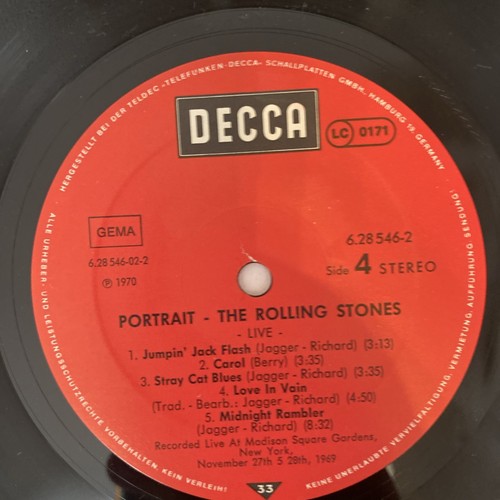 HERGESTELLT BEI DER TELDEC »TELEFUNKEN-DECCA« SCHALLPLATTEN GMBH, HAMBURG 19, GERMANY
DECCA
LC 0171
GEMA
6.28 546-02-2
℗ 1970
6.28 546-2
Side 4 STEREO
PORTRAIT - THE ROLLING STONES
- LIVE -
1. Jumpin' Jack Flash (Jagger - Richard) (3:13)
2. Carol (Berry) (3:35)
3. Stray Cat Blues (Jagger - Richard) (3:35)
4. Love In Vain
(Trad. - Bearb.: Jagger - Richard) (4:50)
5. Midnight Rambler
(Jagger - Richard) (8:32)
Recorded Live At Madison Square Gardens,
New York,
November 27th 5 28th, 1969
33
ALLE URHEBER- UND LEISTUNGSSCHUTZRECHTE VORBEHALTEN. KEIN VERLEIH!
KEINE UNERLAUBTE VERVIELFÄLTIGUNG, VERMIETUNG, AUFFÜHRUNG, SENDUNG!